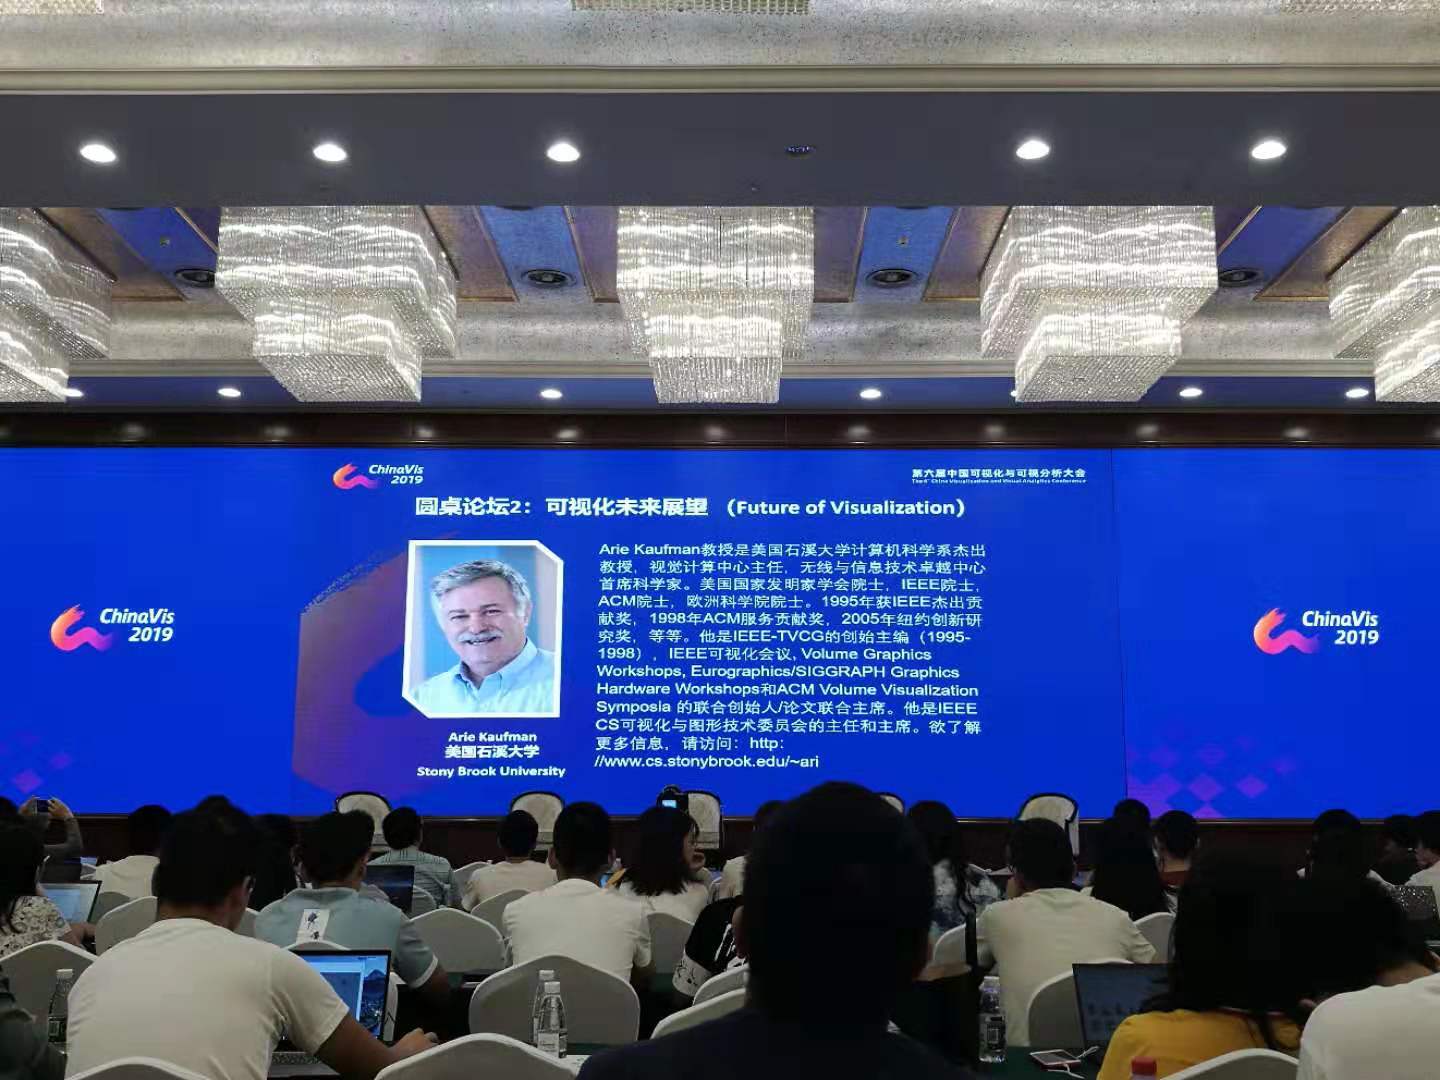 ChinaVis
2019
第六届中国可视化与可视分析大会
The 6th China Visualization and Visual Analytics Conference
圆桌论坛2：可视化未来展望 （Future of Visualization）
Arie Kaufman教授是美国石溪大学计算机科学系杰出
教授，视觉计算中心主任，无线与信息技术卓越中心
首席科学家。美国国家发明家学会院士，IEEE院士，
ACM院士，欧洲科学院院士。1995年获IEEE杰出贡
献奖，1998年ACM服务贡献奖，2005年纽约创新研
究奖，等等。他是IEEE-TVCG的创始主编（1995-
1998），IEEE可视化会议, Volume Graphics
Workshops, Eurographics/SIGGRAPH Graphics
Hardware Workshops和ACM Volume Visualization
Symposia 的联合创始人/论文联合主席。他是IEEE
CS可视化与图形技术委员会的主任和主席。欲了解
更多信息，请访问：http:
//www.cs.stonybrook.edu/~ari
Arie Kaufman
美国石溪大学
Stony Brook University
ChinaVis
2019
ChinaVis
2019